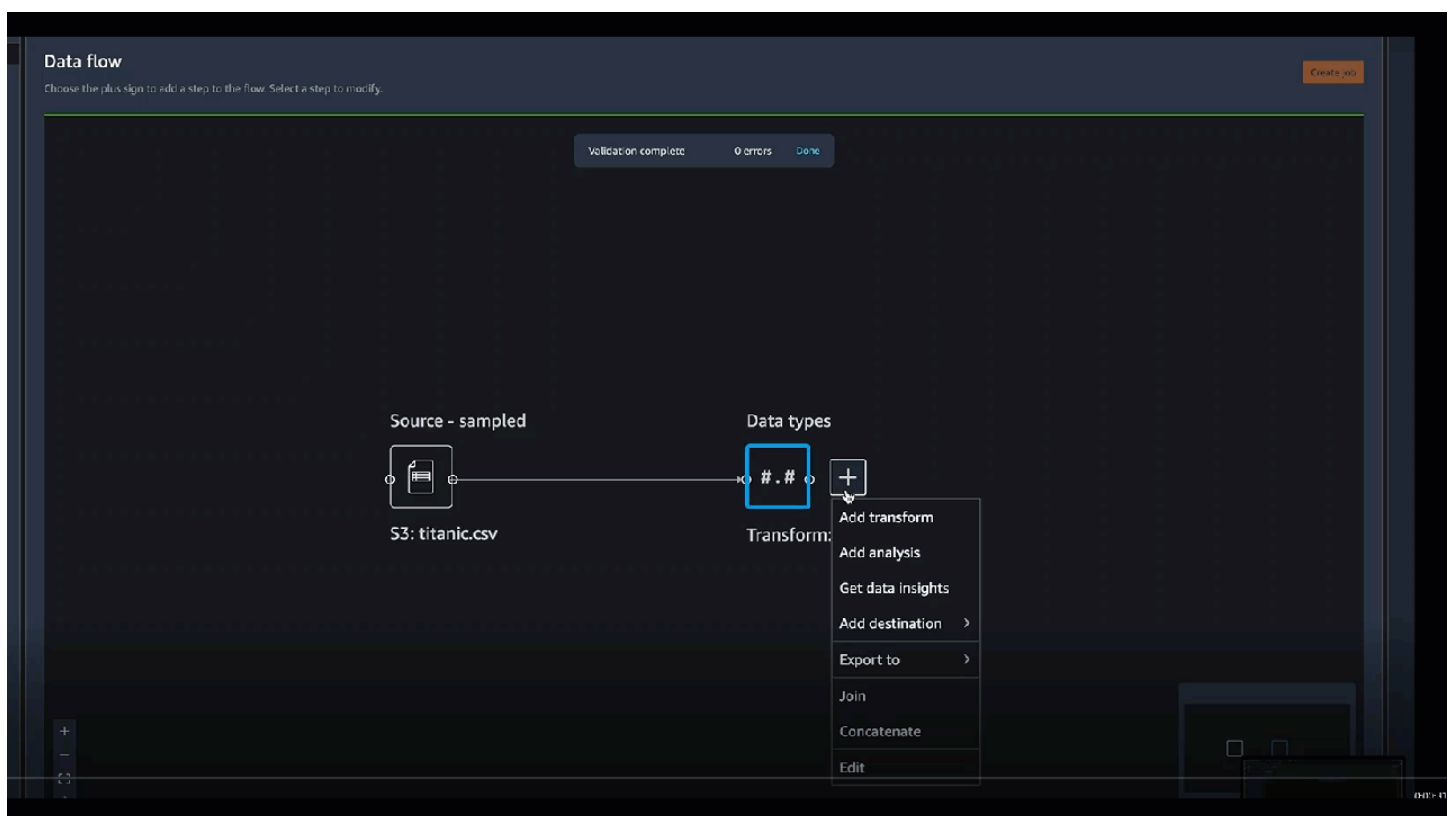 Data flow
Create job
Choose the plus sign to add a step to the flow. Select a step to modify.
Validation complete 0 errors Done
Source - sampled
Data types
#.#
S3: titanic.csv
Transform:
Add transform
Add analysis
Get data insights
Add destination
Export to
Join
Concatenate
Edit